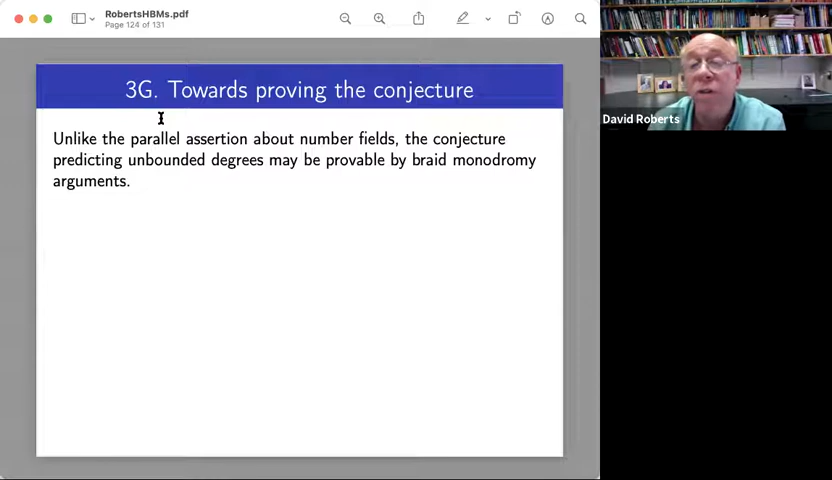 RobertsHBMs.pdf
Page 124 of 131
3G. Towards proving the conjecture
Unlike the parallel assertion about number fields, the conjecture
predicting unbounded degrees may be provable by braid monodromy
arguments.
David Roberts